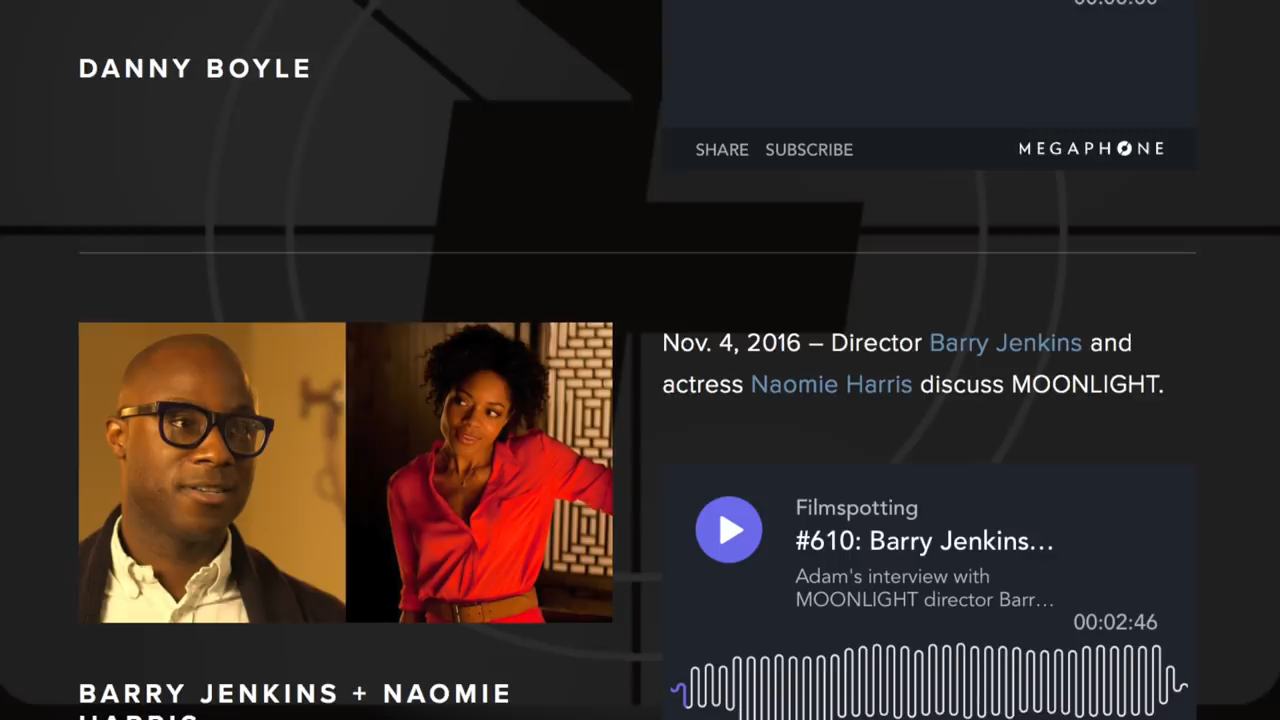 DANNY BOYLE
SHARE SUBSCRIBE
MEGAPHONE
Nov. 4, 2016 – Director Barry Jenkins and
actress Naomie Harris discuss MOONLIGHT.
Filmspotting
#610: Barry Jenkins...
Adam's interview with
MOONLIGHT director Barr...
00:02:46
BARRY JENKINS + NAOMIE
HARRIS